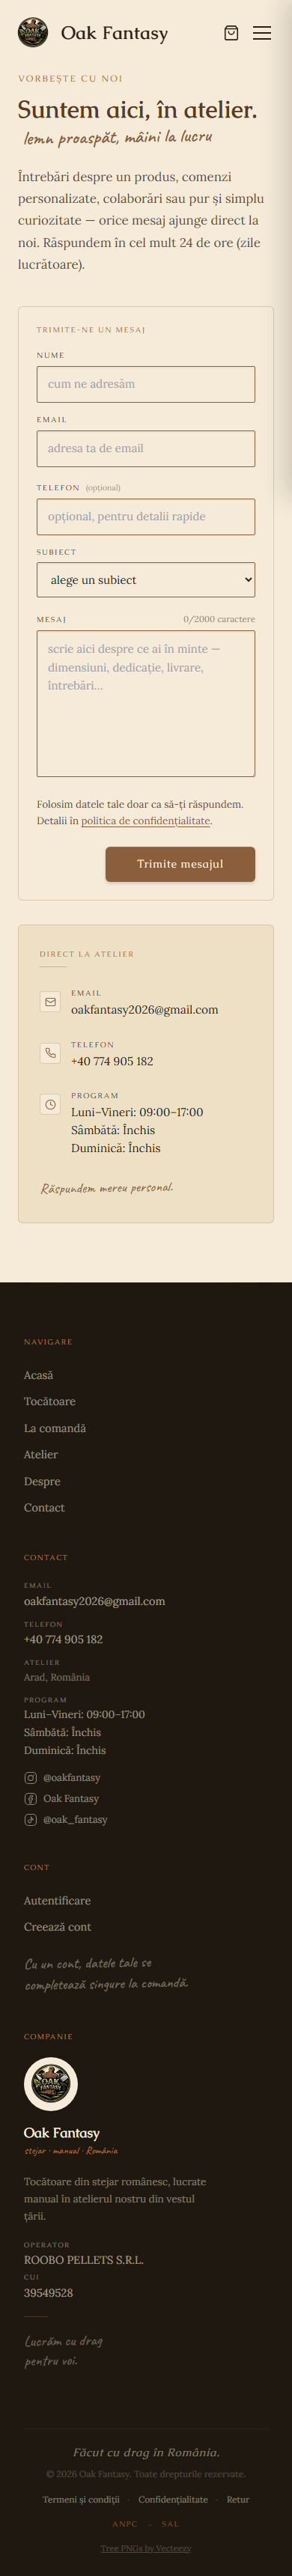 Oak Fantasy
VORBEȘTE CU NOI
Suntem aici, în atelier.
lemn proaspăt, mâini la lucru
Întrebări despre un produs, comenzi
personalizate, colaborări sau pur și simplu
curiozitate — orice mesaj ajunge direct la
noi. Răspundem în cel mult 24 de ore (zile
lucrătoare).
TRIMITE-NE UN MESAJ
NUME
cum ne adresăm
EMAIL
adresa ta de email
TELEFON (opțional)
opțional, pentru detalii rapide
SUBIECT
alege un subiect
MESAJ 0/2000 caractere
scrie aici despre ce ai în minte —
dimensiuni, dedicație, livrare,
întrebări...
Folosim datele tale doar ca să-ți răspundem.
Detalii în politica de confidențialitate.
Trimite mesajul
DIRECT LA ATELIER
EMAIL
oakfantasy2026@gmail.com
TELEFON
+40 774 905 182
PROGRAM
Luni–Vineri: 09:00–17:00
Sâmbătă: Închis
Duminică: Închis
Răspundem mereu personal.
NAVIGARE
Acasă
Tocătoare
La comandă
Atelier
Despre
Contact
CONTACT
EMAIL
oakfantasy2026@gmail.com
TELEFON
+40 774 905 182
ATELIER
Arad, România
PROGRAM
Luni–Vineri: 09:00–17:00
Sâmbătă: Închis
Duminică: Închis
@oakfantasy
Oak Fantasy
@oak_fantasy
CONT
Autentificare
Creează cont
Cu un cont, datele tale se
completează singure la comandă.
COMPANIE
OAK
FANTASY
Oak Fantasy
stejar · manual · România
Tocătoare din stejar românesc, lucrate
manual în atelierul nostru din vestul
țării.
OPERATOR
ROOBO PELLETS S.R.L.
CUI
39549528
Lucrăm cu drag
pentru voi.
Făcut cu drag în România.
© 2026 Oak Fantasy. Toate drepturile rezervate.
Termeni și condiții · Confidențialitate · Retur
ANPC · SAL
Tree PNGs by Vecteezy